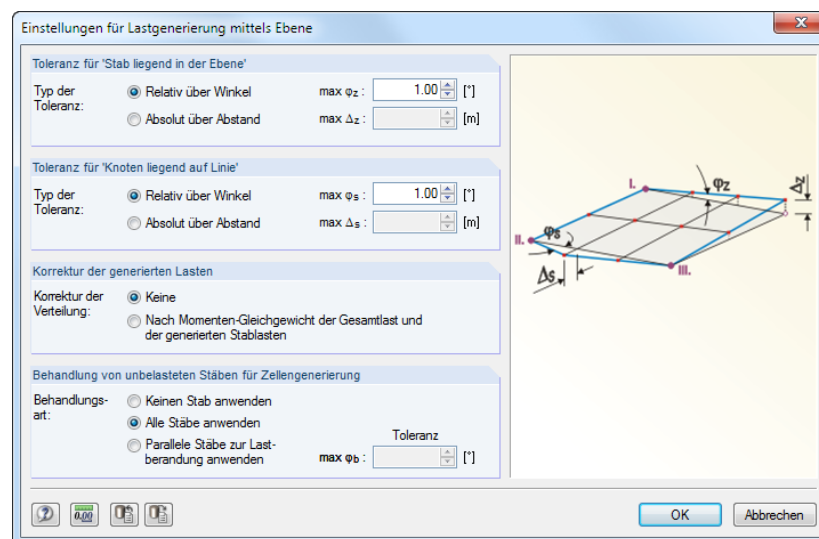 Einstellungen für Lastgenerierung mittels Ebene
Toleranz für 'Stab liegend in der Ebene'
Typ der Toleranz:
Relativ über Winkel
max φz :
1.00
[°]
Absolut über Abstand
max Δz :
[m]
Toleranz für 'Knoten liegend auf Linie'
Typ der Toleranz:
Relativ über Winkel
max φs :
1.00
[°]
Absolut über Abstand
max Δs :
[m]
Korrektur der generierten Lasten
Korrektur der Verteilung:
Keine
Nach Momenten-Gleichgewicht der Gesamtlast und
der generierten Stablasten
Behandlung von unbelasteten Stäben für Zellengenerierung
Behandlungs-
art:
Keinen Stab anwenden
Alle Stäbe anwenden
Parallele Stäbe zur Last-
berandung anwenden
Toleranz
max φb :
[°]
I.
φz
Δz
II.
φs
Δs
III.
0.00
OK
Abbrechen